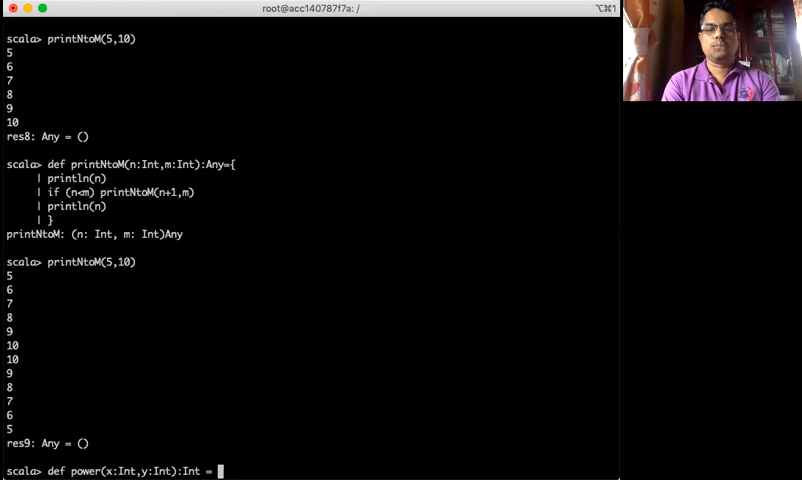 root@acc140787f7a: /
⌥⌘1
scala> printNtoM(5,10)
5
6
7
8
9
10
res8: Any = ()
scala> def printNtoM(n:Int,m:Int):Any={
| println(n)
| if (n<m) printNtoM(n+1,m)
| println(n)
| }
printNtoM: (n: Int, m: Int)Any
scala> printNtoM(5,10)
5
6
7
8
9
10
10
9
8
7
6
5
res9: Any = ()
scala> def power(x:Int,y:Int):Int =